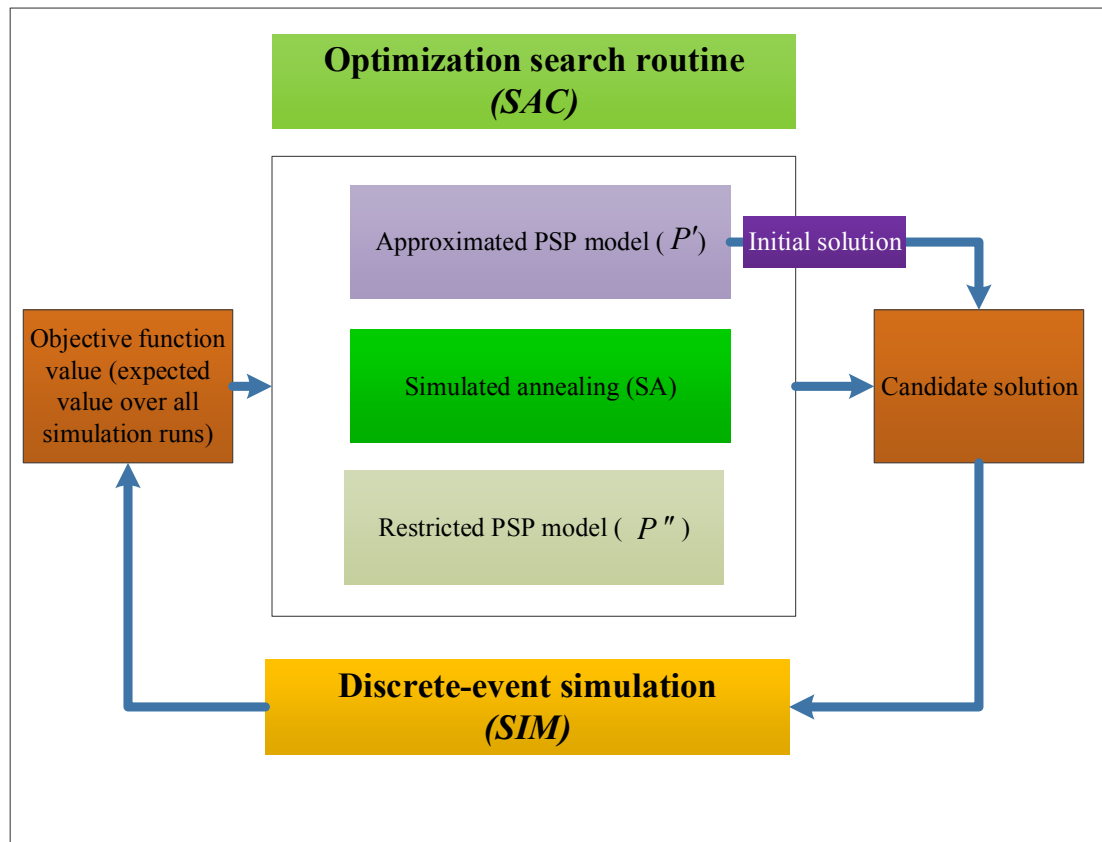 Optimization search routine
(SAC)
Approximated PSP model ( P′)
Initial solution
Objective function
value (expected
value over all
simulation runs)
Simulated annealing (SA)
Candidate solution
Restricted PSP model ( P″)
Discrete-event simulation
(SIM)